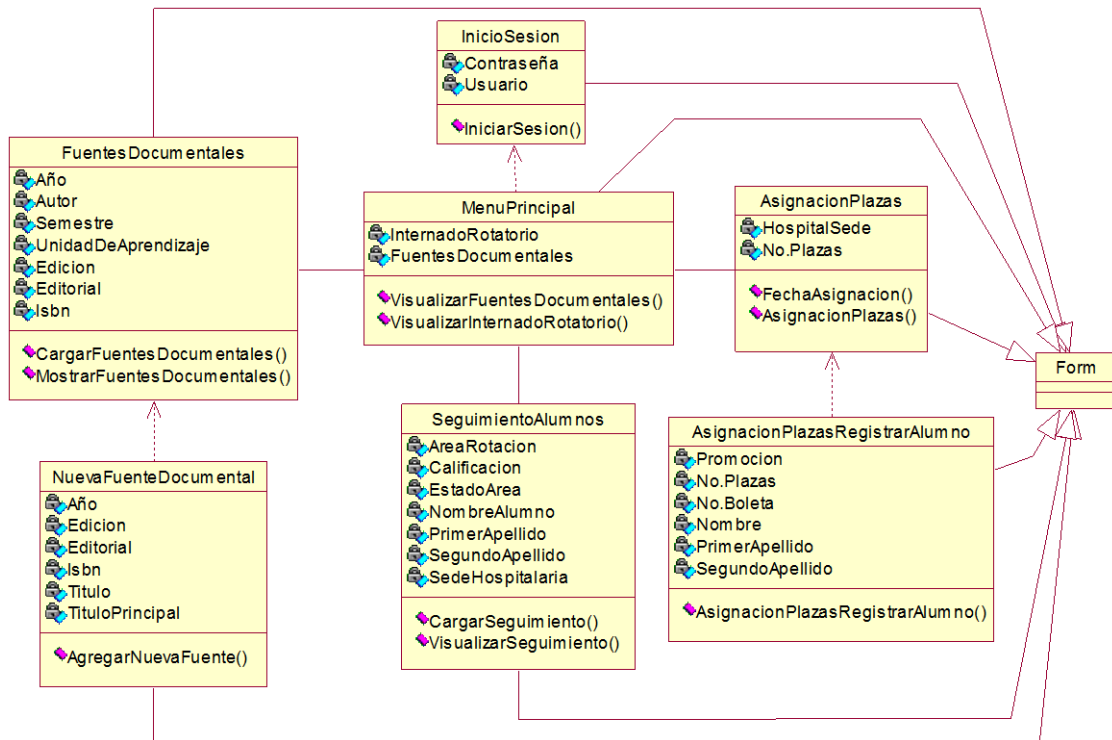 InicioSesion
Contraseña
Usuario
IniciarSesion()
FuentesDocumentales
Año
Autor
Semestre
UnidadDeAprendizaje
Edicion
Editorial
Isbn
CargarFuentesDocumentales()
MostrarFuentesDocumentales()
MenuPrincipal
InternadoRotatorio
FuentesDocumentales
VisualizarFuentesDocumentales()
VisualizarInternadoRotatorio()
AsignacionPlazas
HospitalSede
No.Plazas
FechaAsignacion()
AsignacionPlazas()
Form
NuevaFuenteDocumental
Año
Edicion
Editorial
Isbn
Titulo
TituloPrincipal
AgregarNuevaFuente()
SeguimientoAlumnos
AreaRotacion
Calificacion
EstadoArea
NombreAlumno
PrimerApellido
SegundoApellido
SedeHospitalaria
CargarSeguimiento()
VisualizarSeguimiento()
AsignacionPlazasRegistrarAlumno
Promocion
No.Plazas
No.Boleta
Nombre
PrimerApellido
SegundoApellido
AsignacionPlazasRegistrarAlumno()